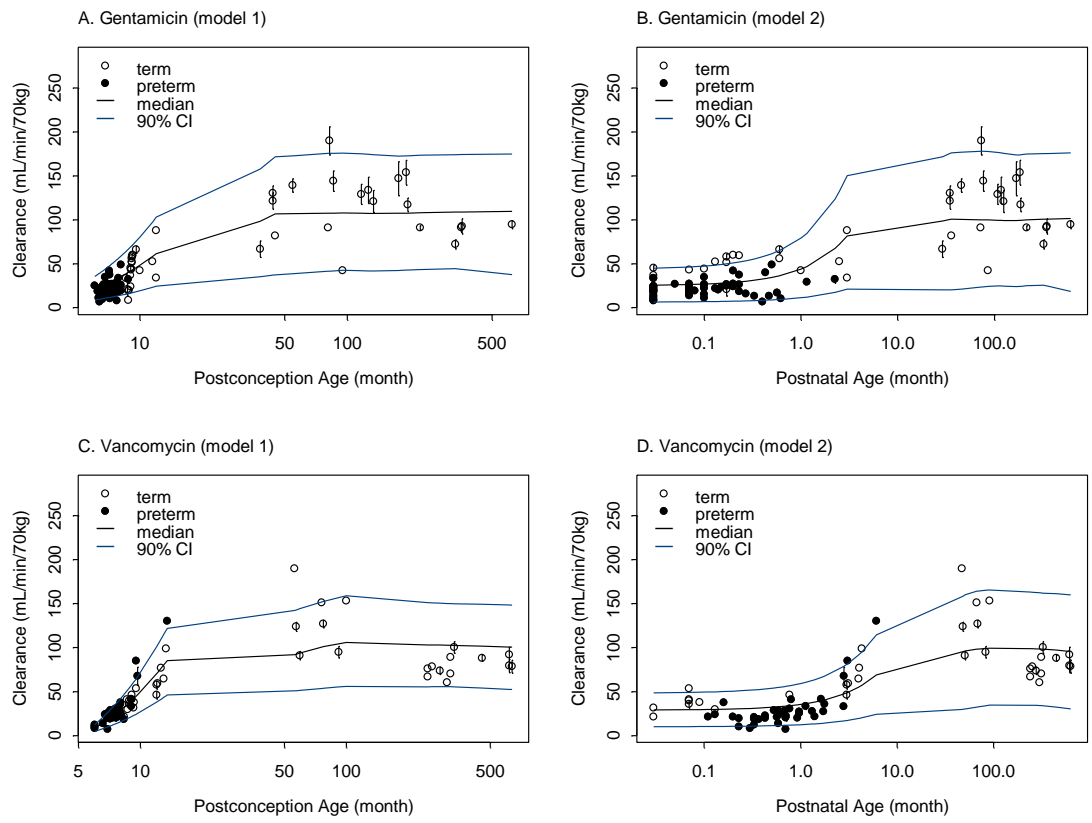 A. Gentamicin (model 1)
Clearance (mL/min/70kg)
0 50 100 150 200 250
term
preterm
median
90% CI
10 50 100 500
Postconception Age (month)
B. Gentamicin (model 2)
Clearance (mL/min/70kg)
0 50 100 150 200 250
term
preterm
median
90% CI
0.1 1.0 10.0 100.0
Postnatal Age (month)
C. Vancomycin (model 1)
Clearance (mL/min/70kg)
0 50 100 150 200 250
term
preterm
median
90% CI
5 10 50 100 500
Postconception Age (month)
D. Vancomycin (model 2)
Clearance (mL/min/70kg)
0 50 100 150 200 250
term
preterm
median
90% CI
0.1 1.0 10.0 100.0
Postnatal Age (month)